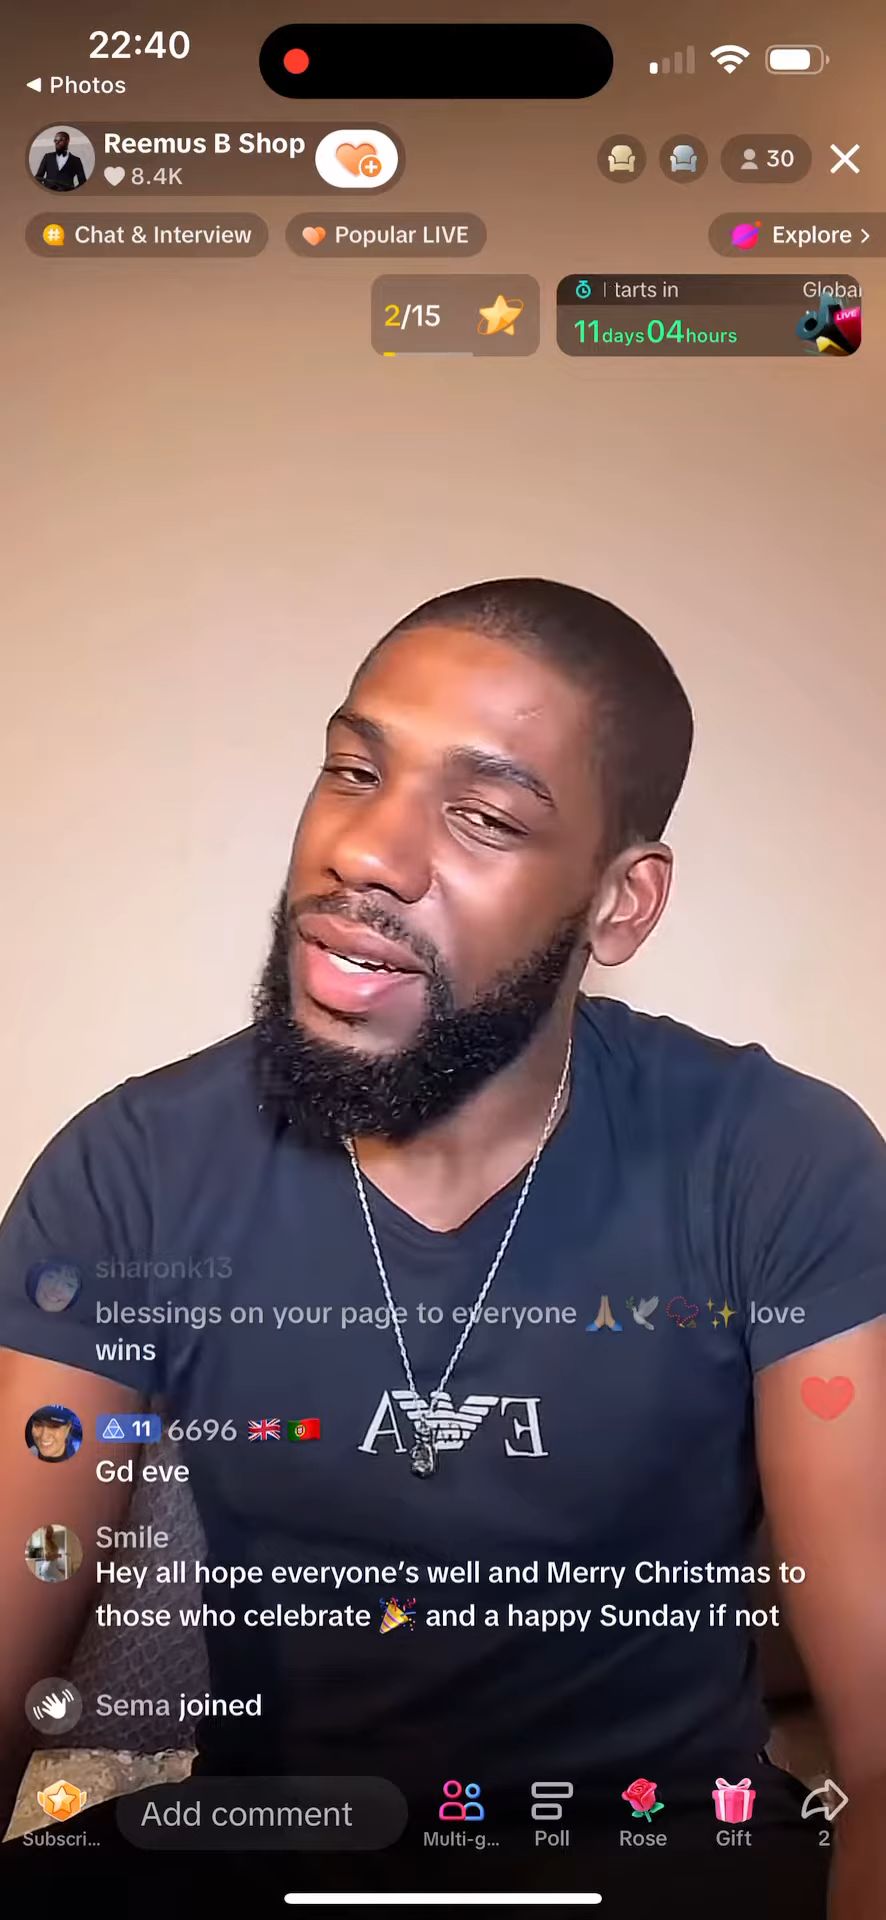 22:40
◀ Photos
Reemus B Shop
8.4K
30
Chat & Interview
Popular LIVE
Explore >
2/15
tarts in
Global
LIVE
11days04hours
sharonk13
blessings on your page to everyone 🙏🏽🕊️📿✨ love
wins
11 6696 🇬🇧🇵🇹
Gd eve
Smile
Hey all hope everyone’s well and Merry Christmas to
those who celebrate 🎉 and a happy Sunday if not
Sema joined
Subscri...
Add comment
Multi-g...
Poll
Rose
Gift
2